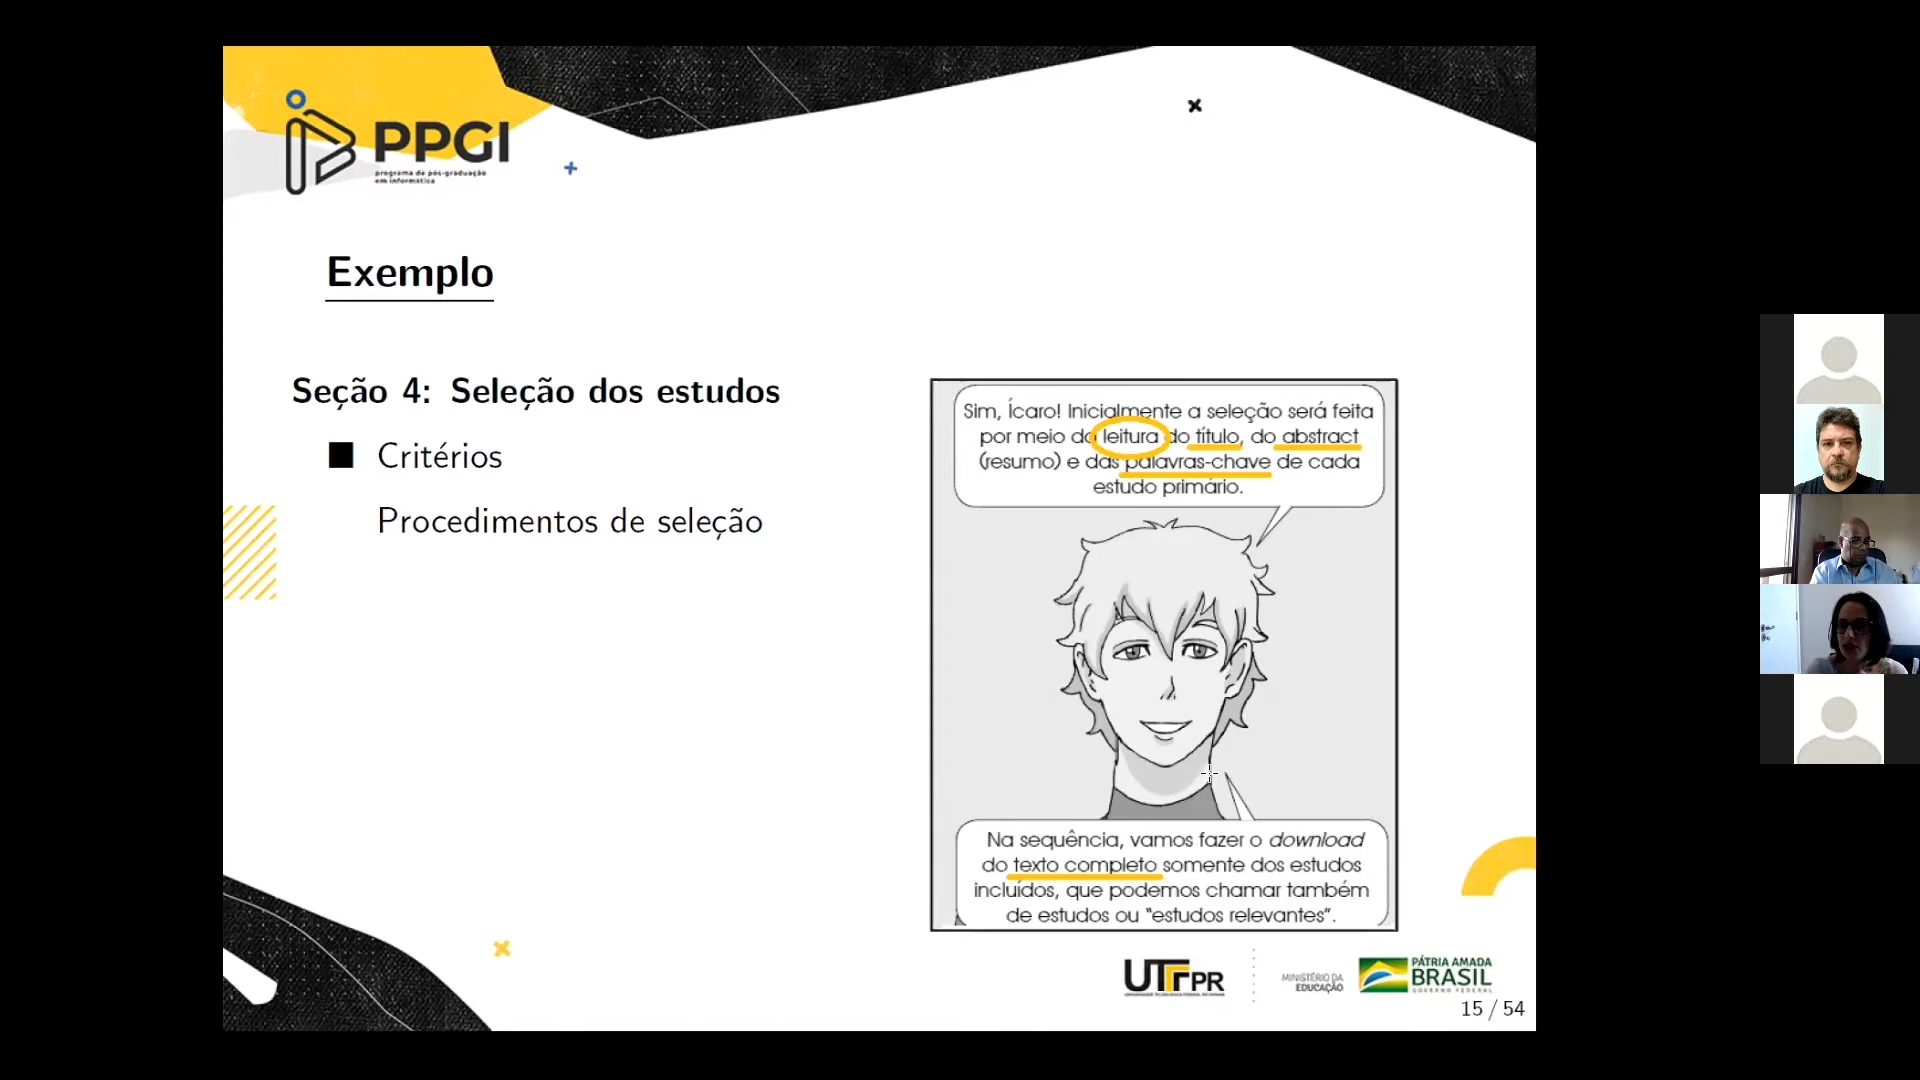 PPGI
programa de pós-graduação
em informática
Exemplo
Seção 4: Seleção dos estudos
Critérios
Procedimentos de seleção
Sim, Ícaro! Inicialmente a seleção será feita
por meio da leitura do título, do abstract
(resumo) e das palavras-chave de cada
estudo primário.
Na sequência, vamos fazer o download
do texto completo somente dos estudos
incluídos, que podemos chamar também
de estudos ou “estudos relevantes”.
UTFPR
MINISTÉRIO DA
EDUCAÇÃO
PÁTRIA AMADA
BRASIL
GOVERNO FEDERAL
15 / 54